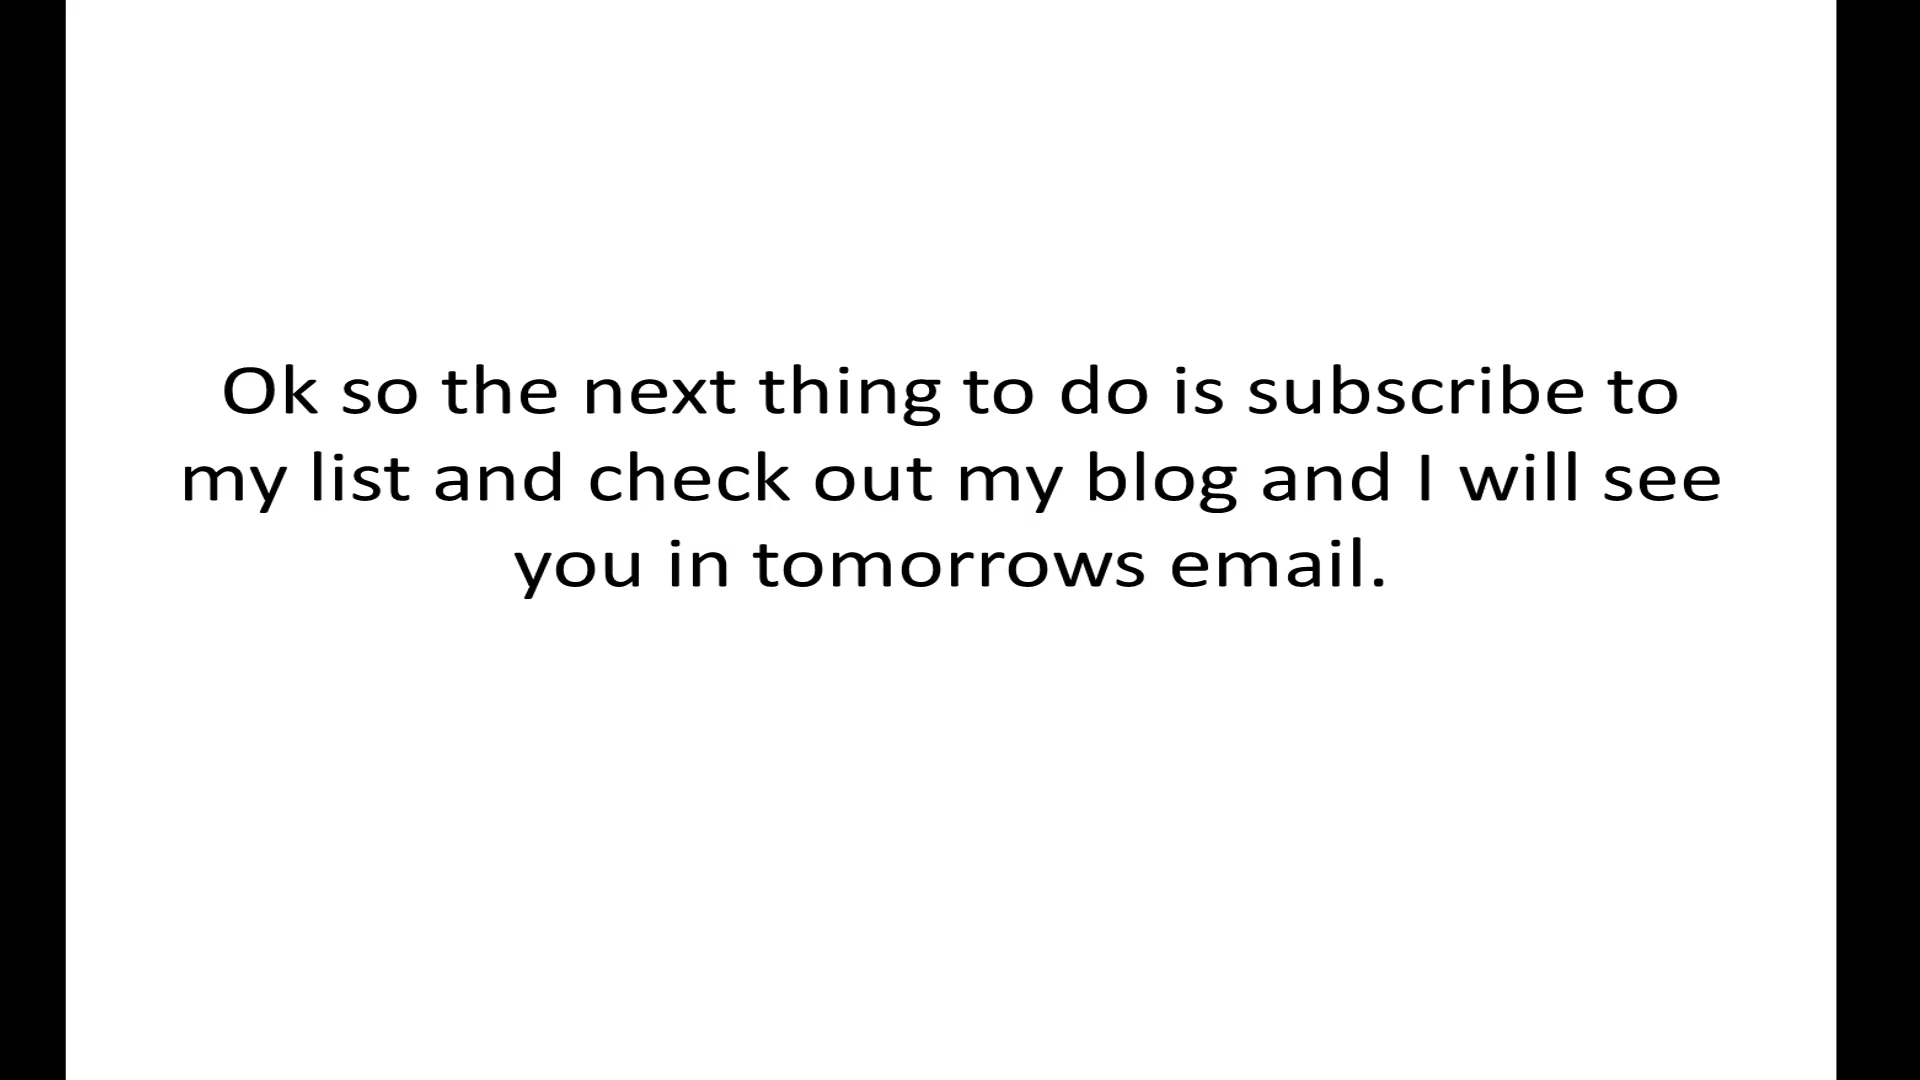 Ok so the next thing to do is subscribe to
my list and check out my blog and I will see
you in tomorrows email.